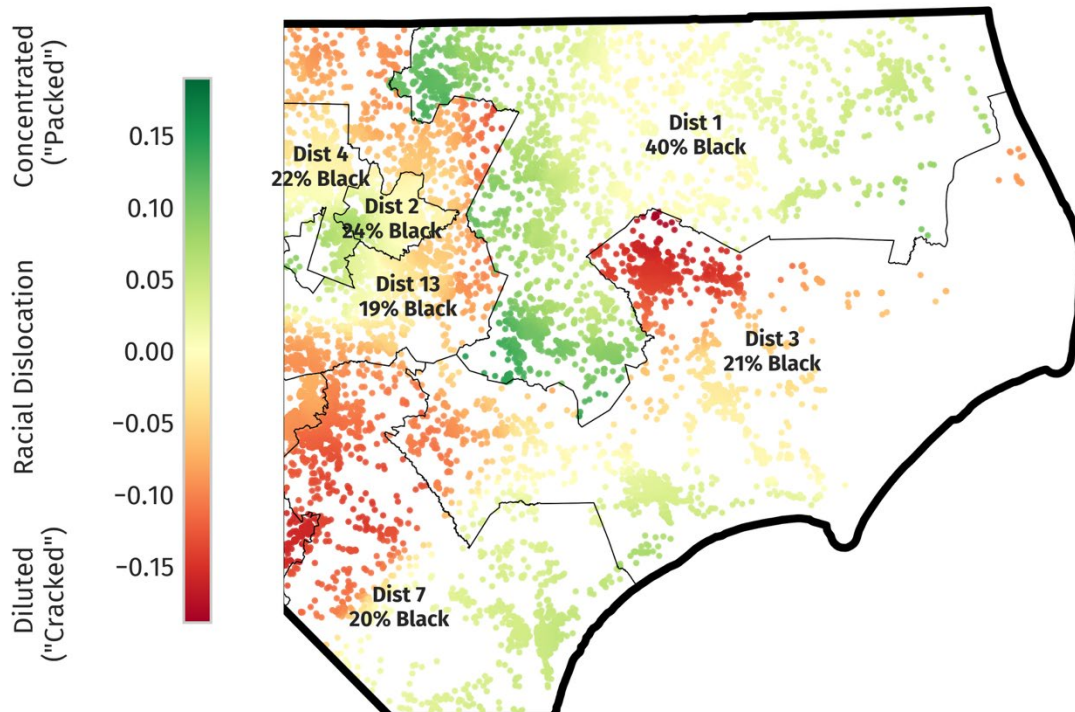 Concentrated
("Packed")
Racial Dislocation
Diluted
("Cracked")
0.15
0.10
0.05
0.00
−0.05
−0.10
−0.15
Dist 1
40% Black
Dist 4
22% Black
Dist 2
24% Black
Dist 13
19% Black
Dist 3
21% Black
Dist 7
20% Black